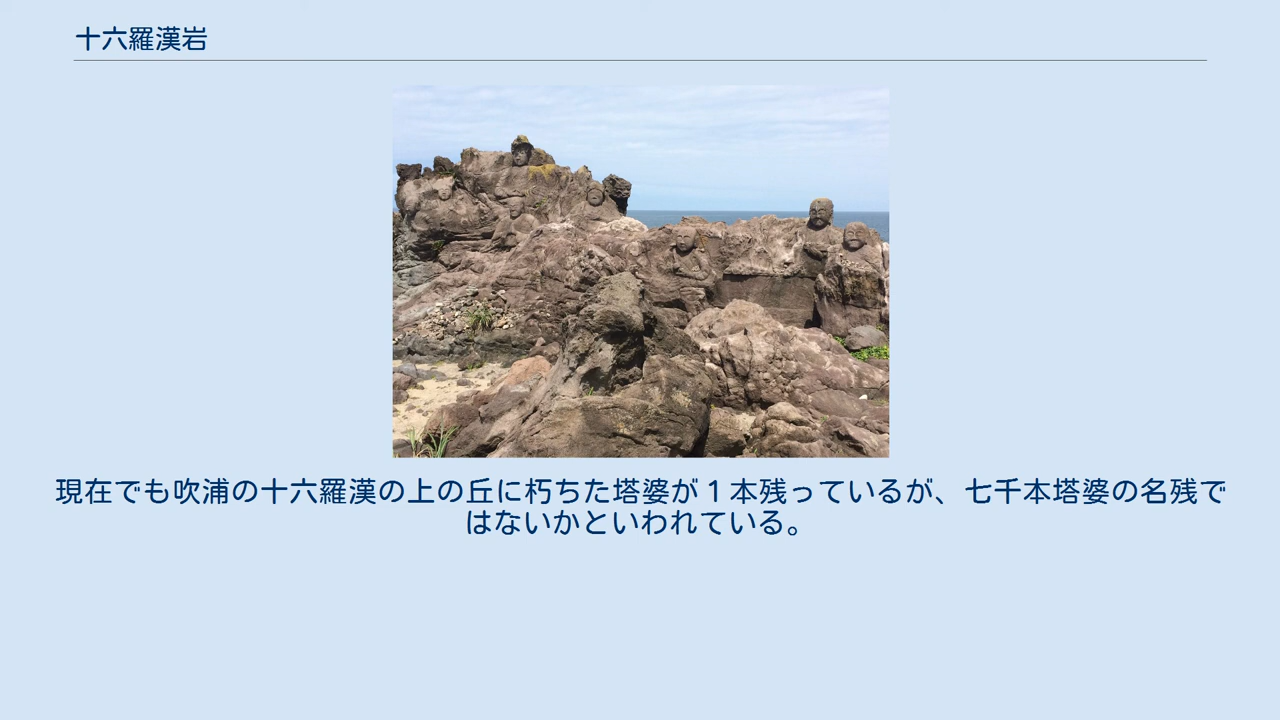 十六羅漢岩
現在でも吹浦の十六羅漢の上の丘に朽ちた塔婆が１本残っているが、七千本塔婆の名残で
はないかといわれている。